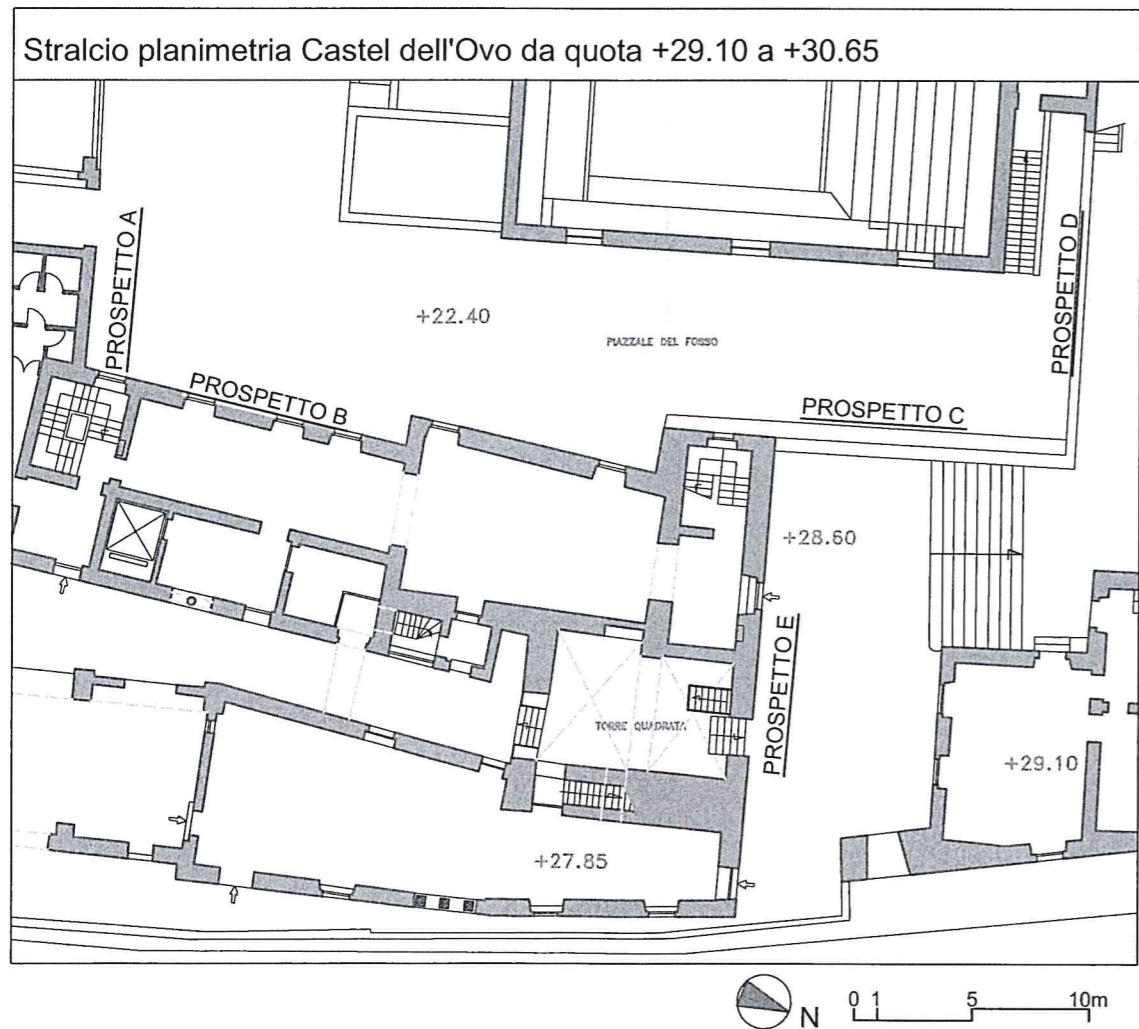 Stralcio planimetria Castel dell'Ovo da quota +29.10 a +30.65
PROSPETTO A
PROSPETTO D
+22.40
PIAZZALE DEL FOSSO
PROSPETTO B
PROSPETTO C
+28.60
PROSPETTO E
TORRE QUADRATA
+29.10
+27.85
N
0 1 5 10m